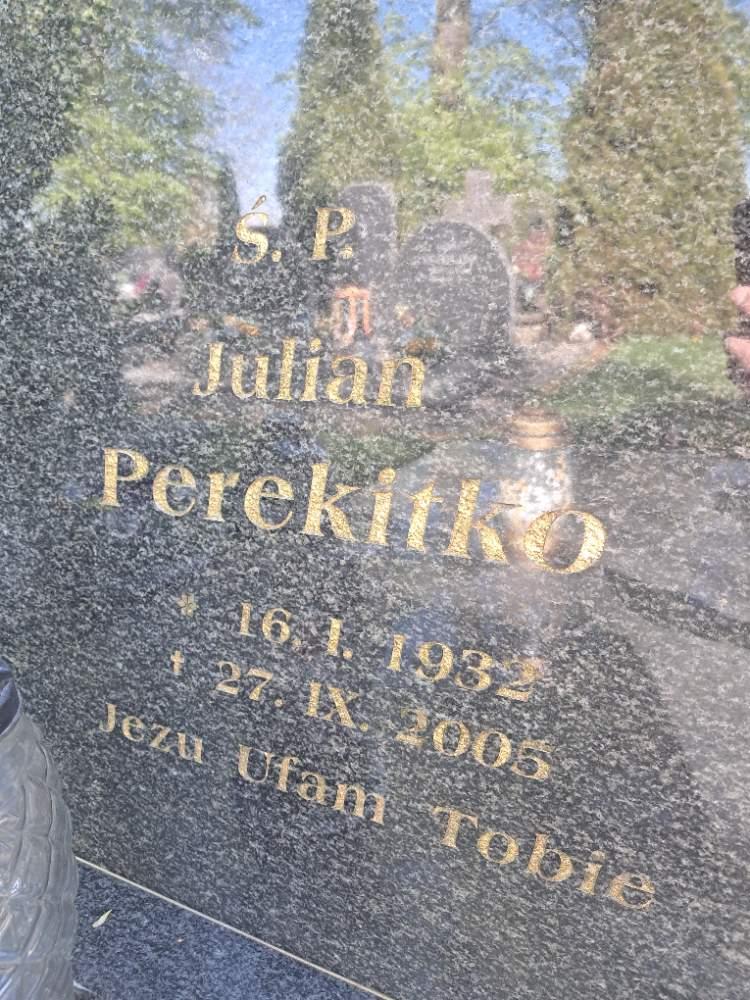 Ś. P.
Julian
Perekitko
* 16. I. 1932
† 27. IX. 2005
Jezu Ufam Tobie